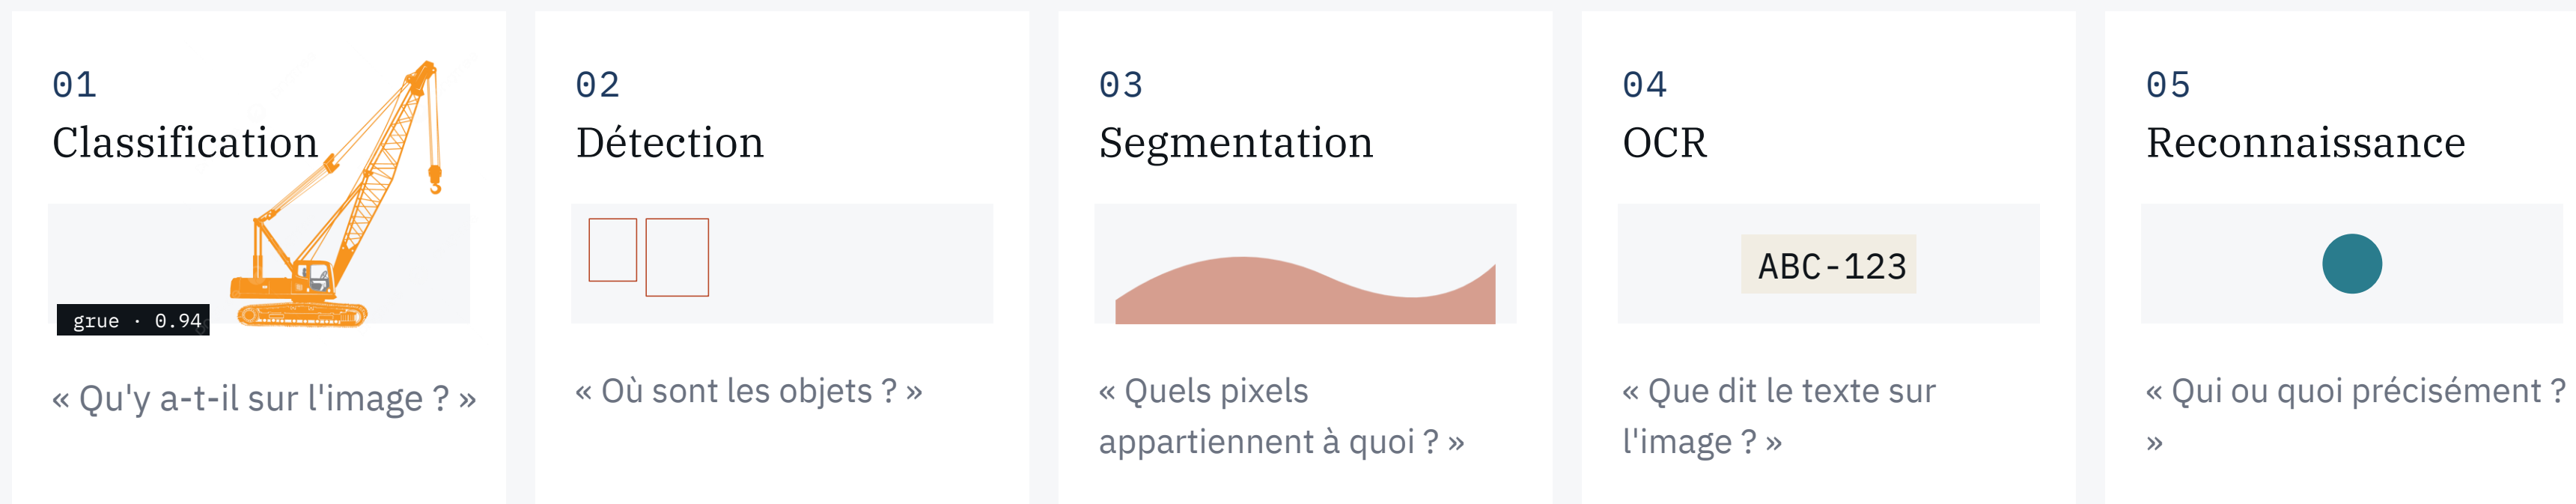 01
Classification
grue · 0.94
« Qu'y a-t-il sur l'image ? »
02
Détection
« Où sont les objets ? »
03
Segmentation
« Quels pixels
appartiennent à quoi ? »
04
OCR
ABC-123
« Que dit le texte sur
l'image ? »
05
Reconnaissance
« Qui ou quoi précisément ?
»